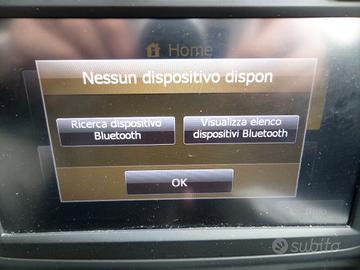 Home
Nessun dispositivo dispon
Ricerca dispositivo
Bluetooth
Visualizza elenco
dispositivi Bluetooth
OK
subito